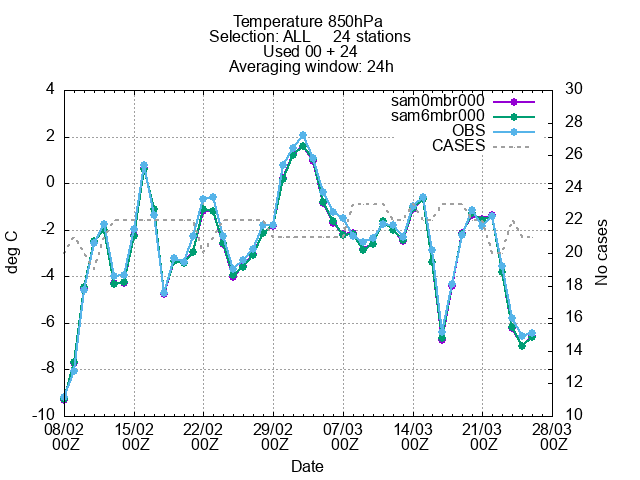 Temperature 850hPa
Selection: ALL 24 stations
Used 00 + 24
Averaging window: 24h
sam0mbr000
sam6mbr000
OBS
CASES
4
2
0
-2
-4
-6
-8
-10
deg C
30
28
26
24
22
20
18
16
14
12
10
No cases
08/02 15/02 22/02 29/02 07/03 14/03 21/03 28/03
00Z 00Z 00Z 00Z 00Z 00Z 00Z 00Z
Date